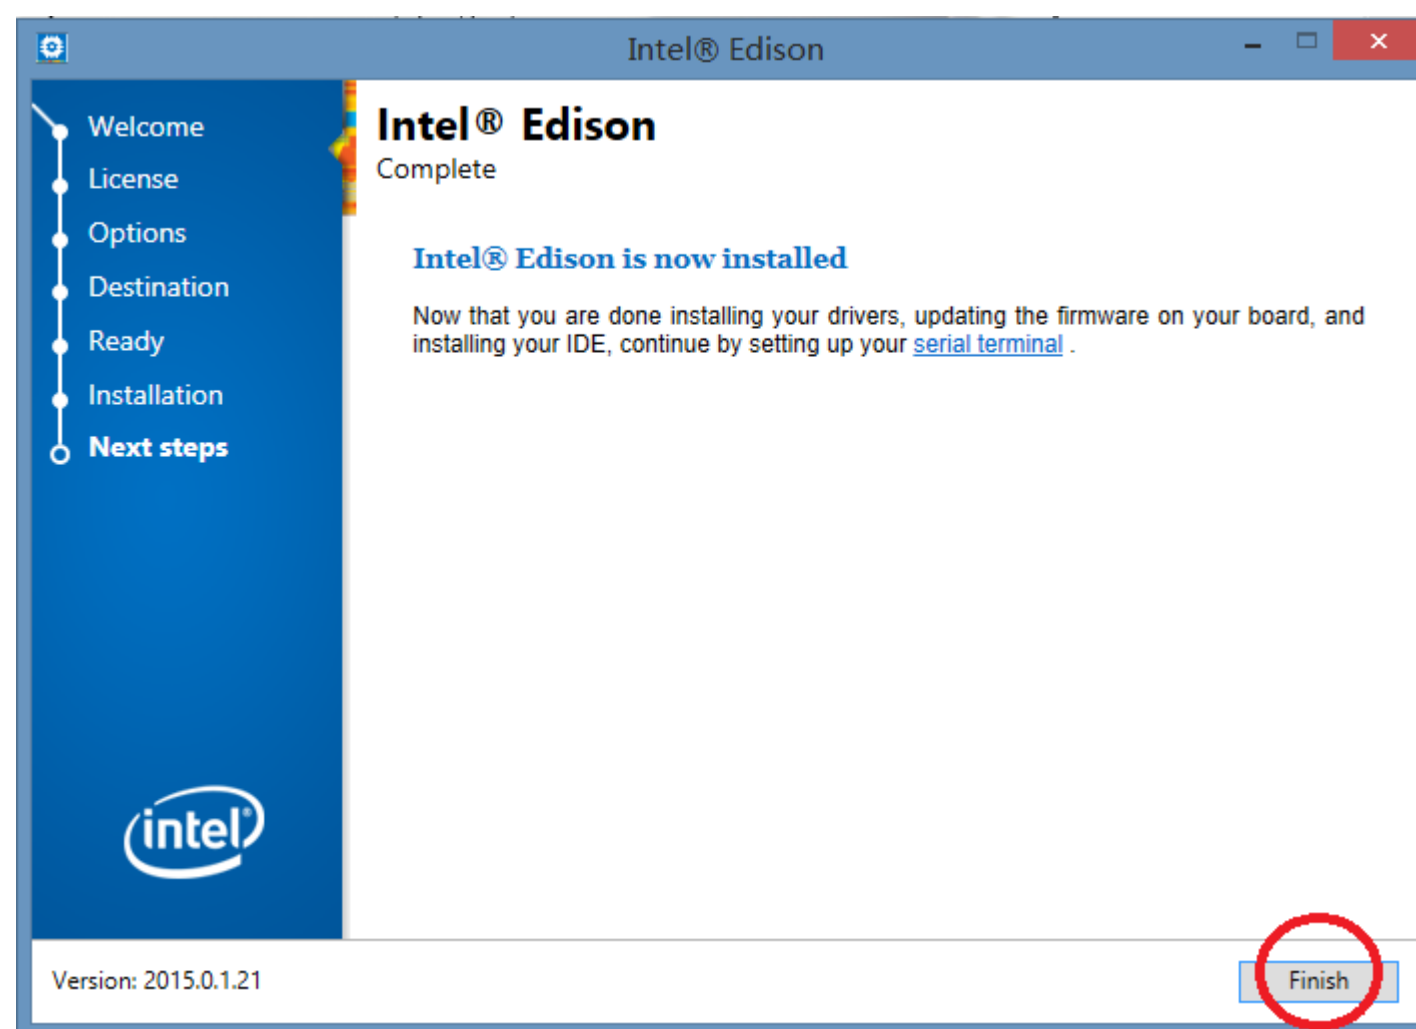 Intel® Edison
Welcome
License
Options
Destination
Ready
Installation
Next steps
intel®
Intel® Edison
Complete
Intel® Edison is now installed
Now that you are done installing your drivers, updating the firmware on your board, and
installing your IDE, continue by setting up your serial terminal .
Version: 2015.0.1.21
Finish